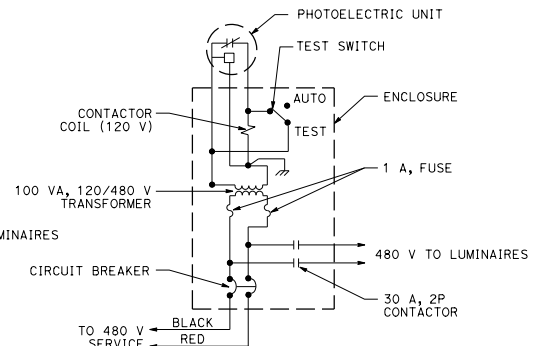 PHOTOELECTRIC UNIT
TEST SWITCH
AUTO
ENCLOSURE
CONTACTOR
COIL (120 V)
TEST
1 A, FUSE
100 VA, 120/480 V
TRANSFORMER
MINAIRES
480 V TO LUMINAIRES
CIRCUIT BREAKER
30 A, 2P
CONTACTOR
BLACK
TO 480 V
SERVICE
RED